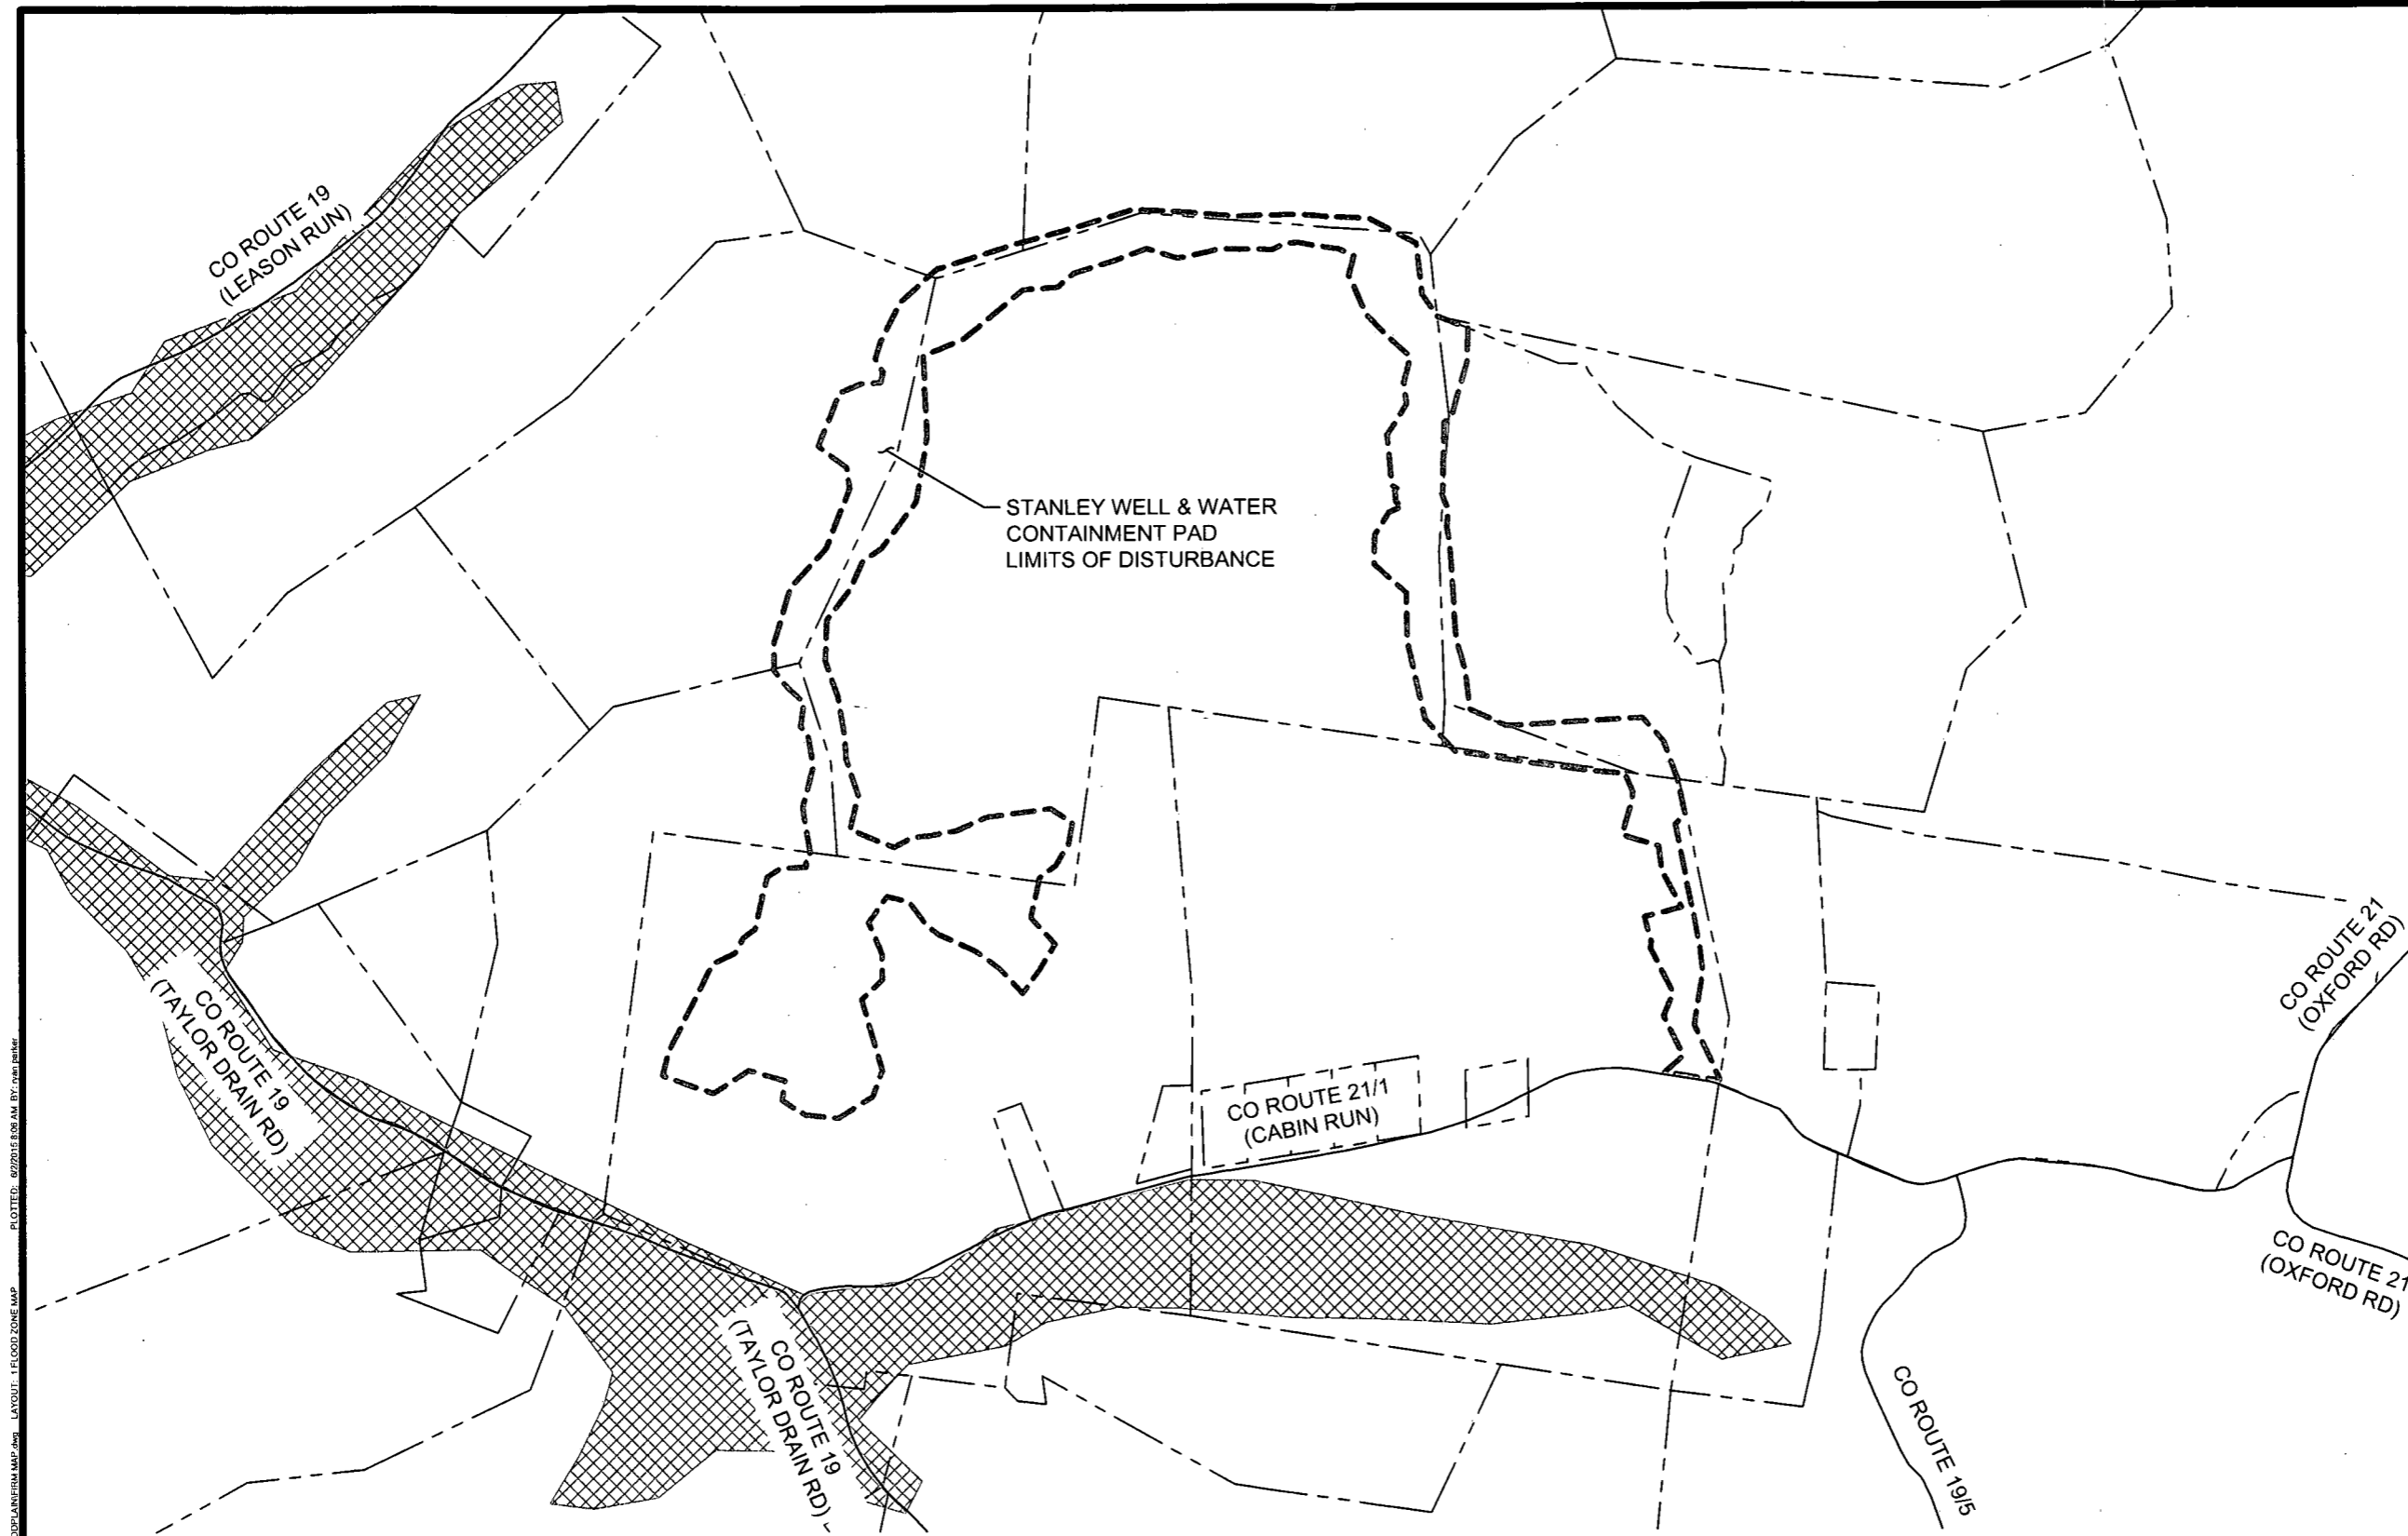 CO ROUTE 19
(LEASON RUN)
STANLEY WELL & WATER
CONTAINMENT PAD
LIMITS OF DISTURBANCE
CO ROUTE 19
(TAYLOR DRAIN RD)
CO ROUTE 21/1
(CABIN RUN)
CO ROUTE 21
(OXFORD RD)
CO ROUTE 21
(OXFORD RD)
CO ROUTE 19
(TAYLOR DRAIN RD)
CO ROUTE 19/5
PLOTTED: 6/2/2015 8:06 AM BY: ryan parker
LAYOUT: 1 FLOOD ZONE MAP